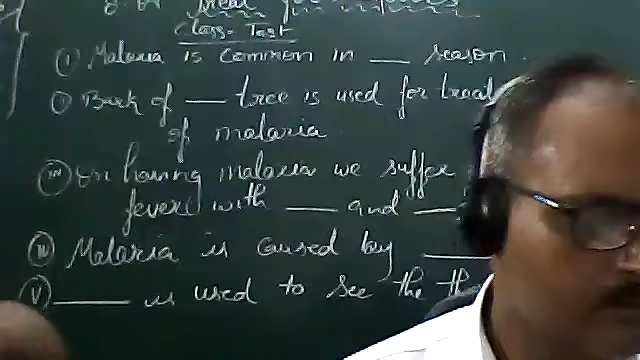 Class-Test
(i) Malaria is common in ___ season.
(ii) Bark of ___ tree is used for treat
of malaria.
(iii) On having malaria we suffer
fever with ___ and ___
(iv) Malaria is caused by ___
(v) ___ is used to see the th